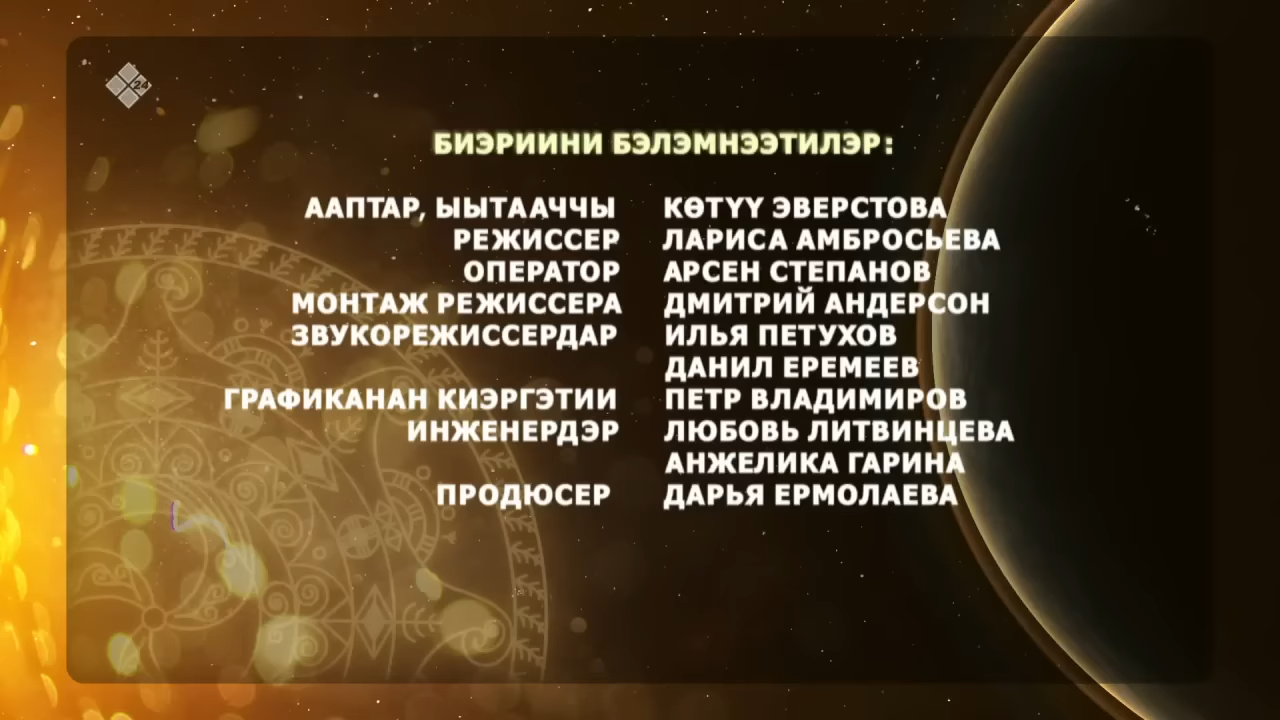 24
БИЭРИИНИ БЭЛЭМНЭЭТИЛЭР:
ААПТАР, ЫЫТААЧЧЫ КӨТҮҮ ЭВЕРСТОВА
РЕЖИССЕР ЛАРИСА АМБРОСЬЕВА
ОПЕРАТОР АРСЕН СТЕПАНОВ
МОНТАЖ РЕЖИССЕРА ДМИТРИЙ АНДЕРСОН
ЗВУКОРЕЖИССЕРДАР ИЛЬЯ ПЕТУХОВ
ДАНИЛ ЕРЕМЕЕВ
ГРАФИКАНАН КИЭРГЭТИИ ПЕТР ВЛАДИМИРОВ
ИНЖЕНЕРДЭР ЛЮБОВЬ ЛИТВИНЦЕВА
АНЖЕЛИКА ГАРИНА
ПРОДЮСЕР ДАРЬЯ ЕРМОЛАЕВА